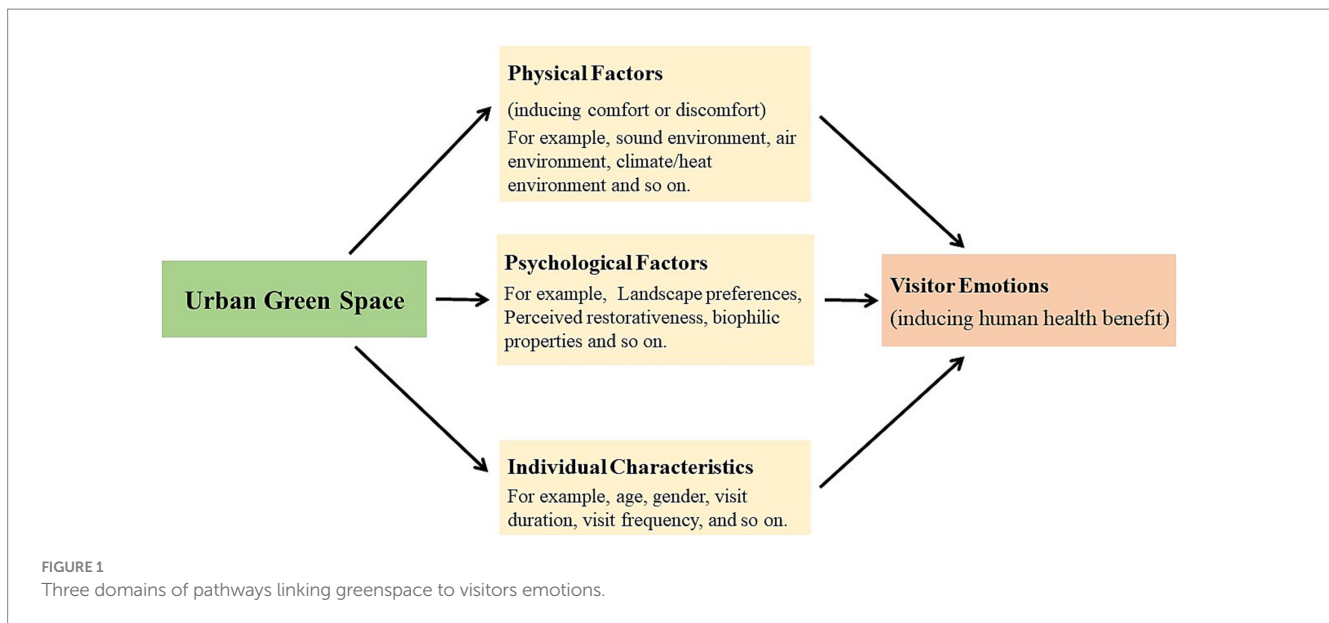 Physical Factors
(inducing comfort or discomfort)
For example, sound environment, air
environment, climate/heat
environment and so on.
Urban Green Space
Psychological Factors
For example, Landscape preferences,
Perceived restorativeness, biophilic
properties and so on.
Visitor Emotions
(inducing human health benefit)
Individual Characteristics
For example, age, gender, visit
duration, visit frequency, and so on.
FIGURE 1
Three domains of pathways linking greenspace to visitors emotions.